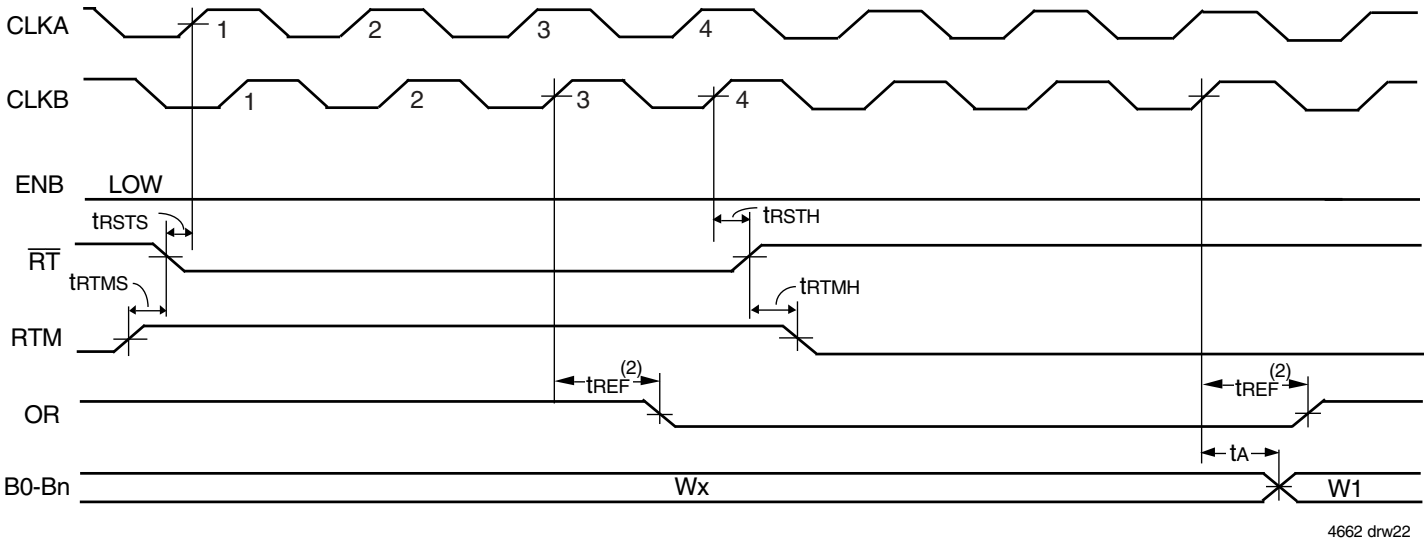 CLKA 1 2 3 4
CLKB 1 2 3 4
ENB LOW
tRSTS tRSTH
RT
tRTMS tRTMH
RTM
tREF(2) tREF(2)
OR
tA
B0-Bn Wx W1
4662 drw22